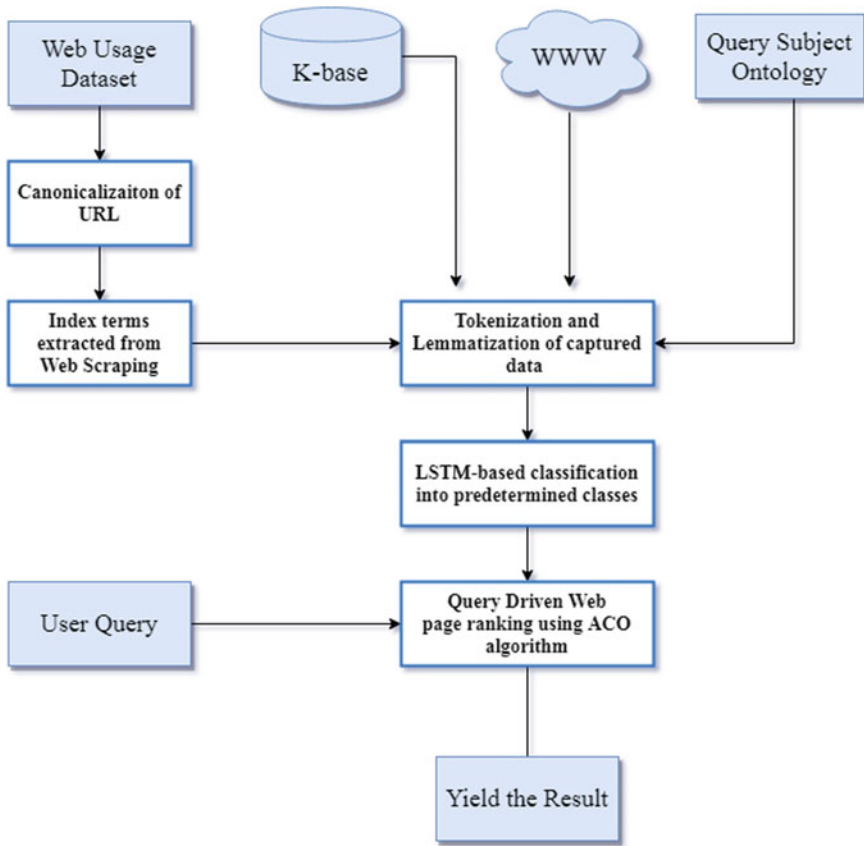 Web Usage
Dataset
K-base
WWW
Query Subject
Ontology
Canonicalizaiton of
URL
Index terms
extracted from
Web Scraping
Tokenization and
Lemmatization of captured
data
LSTM-based classification
into predetermined classes
User Query
Query Driven Web
page ranking using ACO
algorithm
Yield the Result